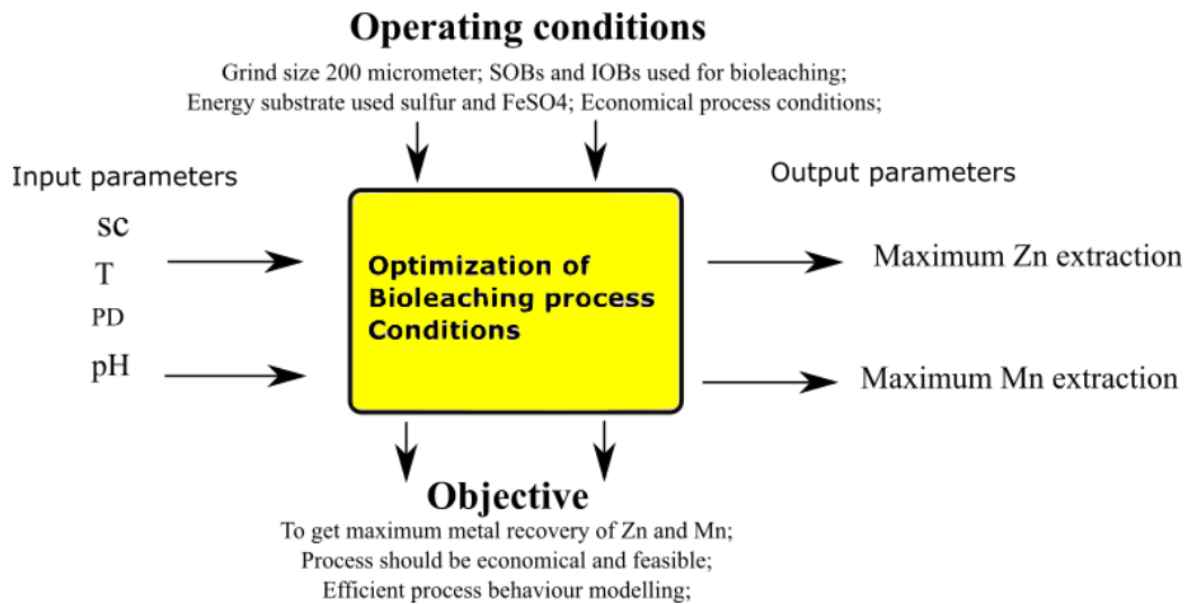 Operating conditions
Grind size 200 micrometer; SOBs and IOBs used for bioleaching;
Energy substrate used sulfur and FeSO4; Economical process conditions;
Input parameters
sc
T
PD
pH
Optimization of
Bioleaching process
Conditions
Output parameters
Maximum Zn extraction
Maximum Mn extraction
Objective
To get maximum metal recovery of Zn and Mn;
Process should be economical and feasible;
Efficient process behaviour modelling;